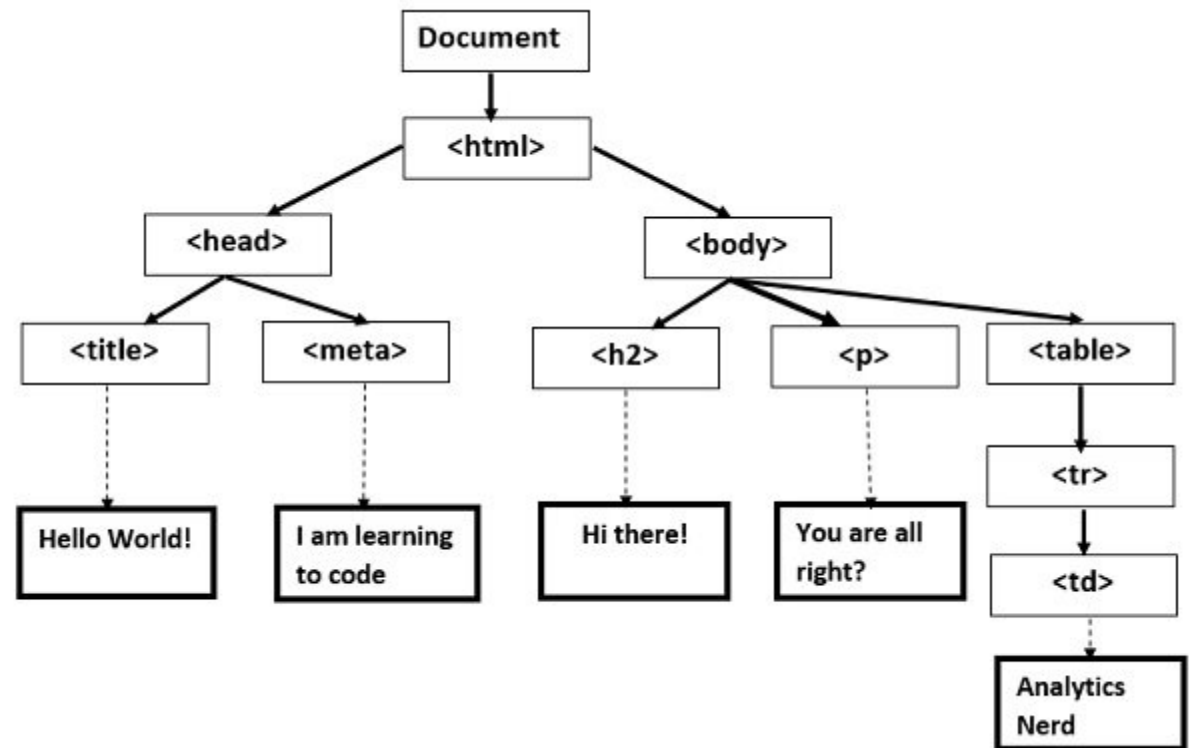 Document
<html>
<head>
<body>
<title>
<meta>
<h2>
<p>
<table>
<tr>
Hello World!
I am learning
to code
Hi there!
You are all
right?
<td>
Analytics
Nerd